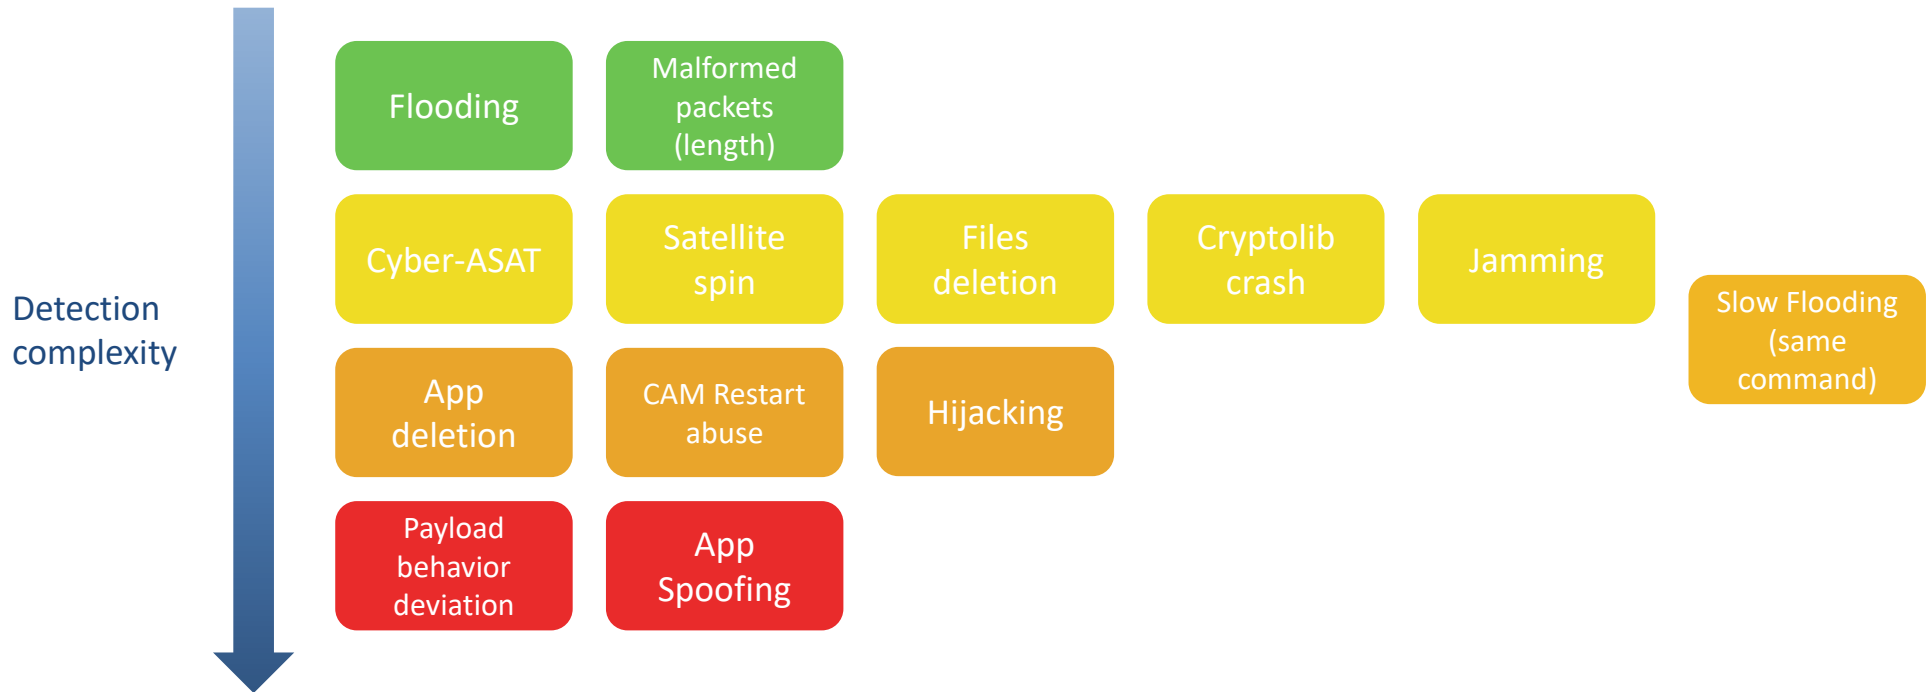 Detection
complexity
Flooding
Malformed
packets
(length)
Cyber-ASAT
Satellite
spin
Files
deletion
Cryptolib
crash
Jamming
Slow Flooding
(same
command)
App
deletion
CAM Restart
abuse
Hijacking
Payload
behavior
deviation
App
Spoofing